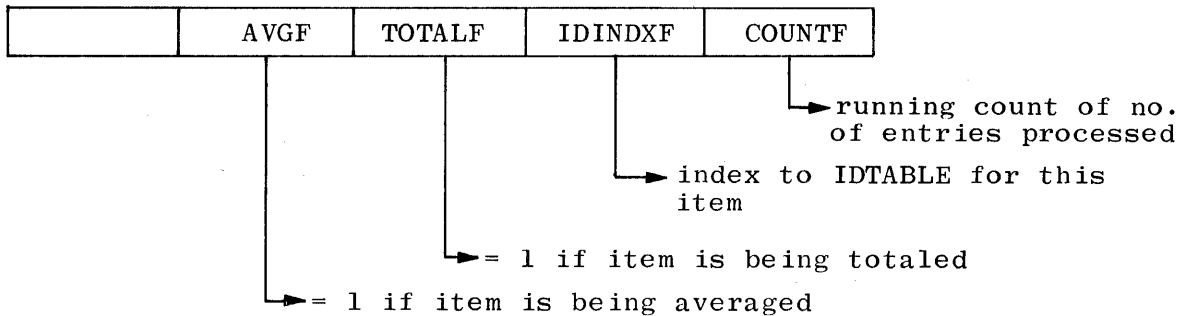 AVGF TOTALF IDINDXF COUNTF
running count of no.
of entries processed
index to IDTABLE for this
item
= 1 if item is being totaled
= 1 if item is being averaged